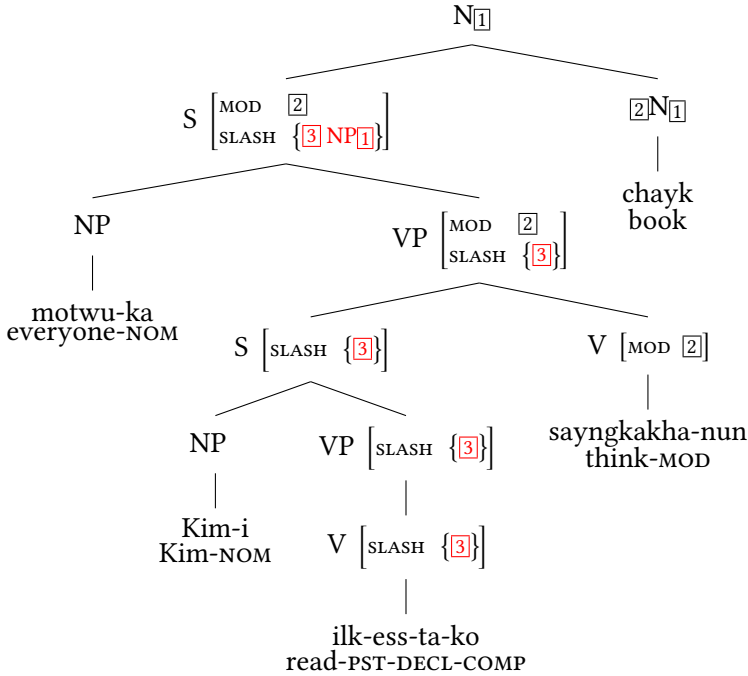 N1
S [MOD 2
SLASH {3 NP1}]
2N1
NP
VP [MOD 2
SLASH {3}]
chayk
book
motwu-ka
everyone-NOM
S [SLASH {3}]
V [MOD 2]
NP
VP [SLASH {3}]
sayngkakha-nun
think-MOD
Kim-i
Kim-NOM
V [SLASH {3}]
ilk-ess-ta-ko
read-PST-DECL-COMP